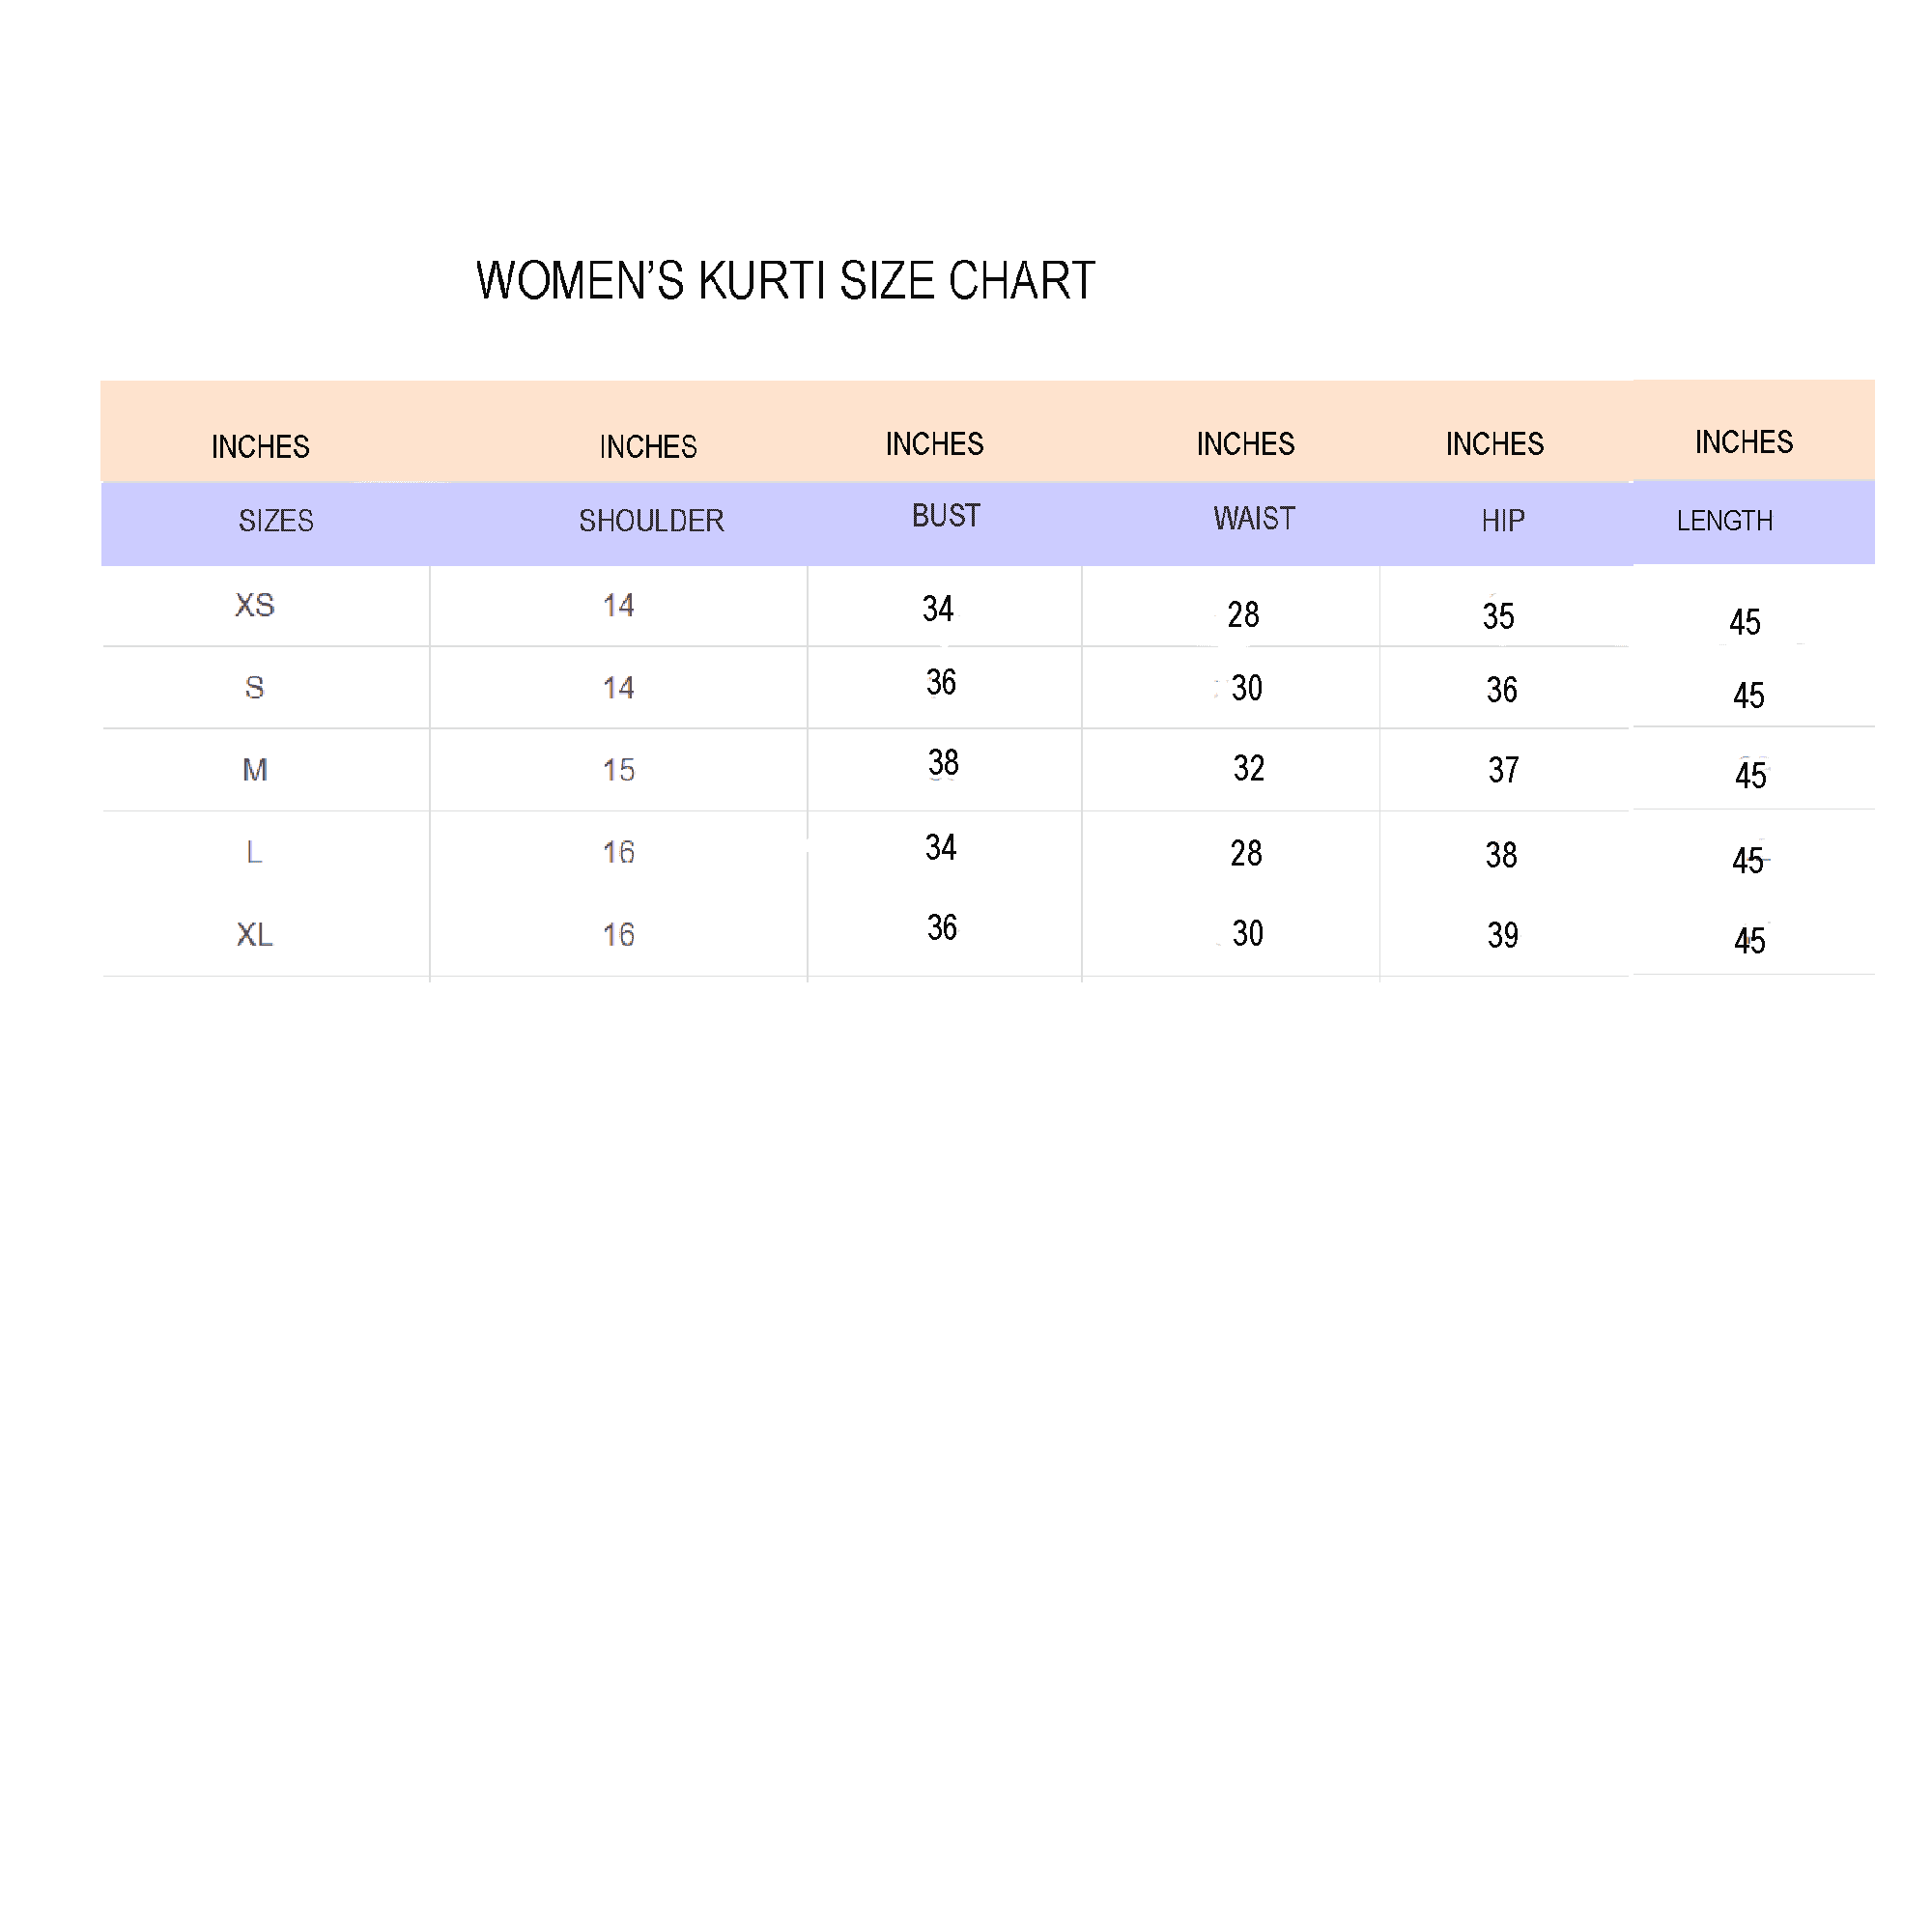 WOMEN’S KURTI SIZE CHART
INCHES INCHES INCHES INCHES INCHES INCHES
SIZES SHOULDER BUST WAIST HIP LENGTH
XS 14 34 28 35 45
S 14 36 30 36 45
M 15 38 32 37 45
L 16 34 28 38 45
XL 16 36 30 39 45